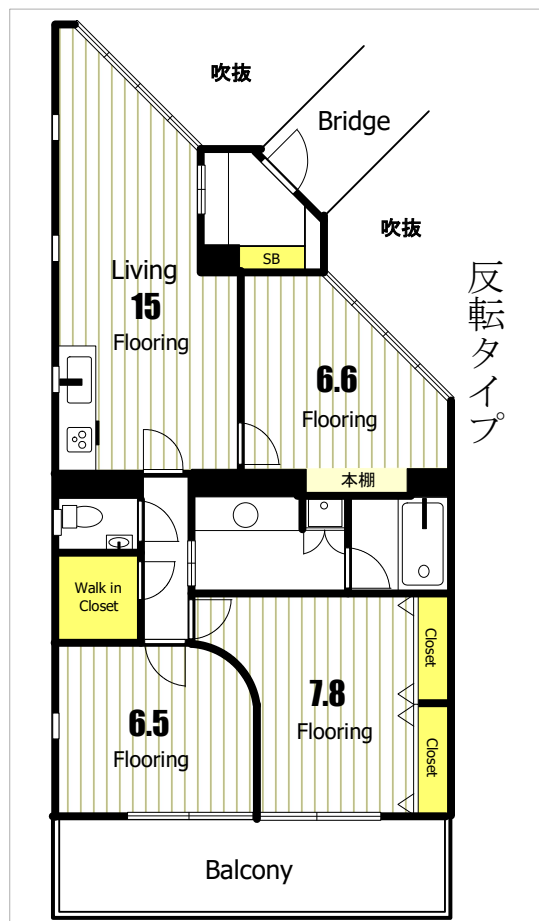 吹抜
Bridge
吹抜
SB
Living
15
Flooring
反転タイプ
6.6
Flooring
本棚
Walk in
Closet
Closet
7.8
Flooring
6.5
Flooring
Closet
Balcony